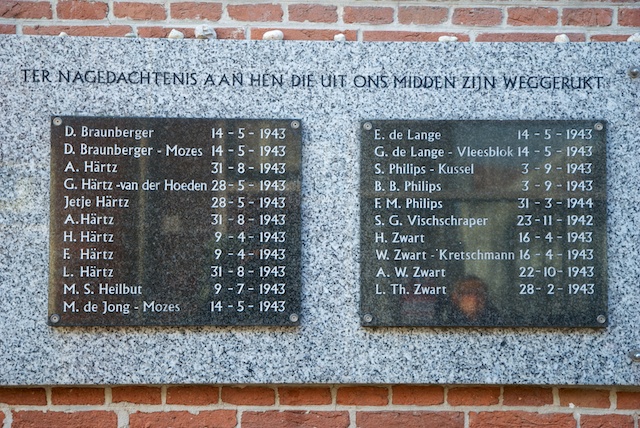 TER NAGEDACHTENIS AAN HEN DIE UIT ONS MIDDEN ZIJN WEGGERUKT
D. Braunberger 14 - 5 - 1943
D. Braunberger - Mozes 14 - 5 - 1943
A. Härtz 31 - 8 - 1943
G. Härtz - van der Hoeden 28 - 5 - 1943
Jetje Härtz 28 - 5 - 1943
A. Härtz 31 - 8 - 1943
H. Härtz 9 - 4 - 1943
F. Härtz 9 - 4 - 1943
L. Härtz 31 - 8 - 1943
M. S. Heilbut 9 - 7 - 1943
M. de Jong - Mozes 14 - 5 - 1943
E. de Lange 14 - 5 - 1943
G. de Lange - Vleesblok 14 - 5 - 1943
S. Philips - Kussel 3 - 9 - 1943
B. B. Philips 3 - 9 - 1943
F. M. Philips 31 - 3 - 1944
S. G. Vischschraper 23 - 11 - 1942
H. Zwart 16 - 4 - 1943
W. Zwart - Kretschmann 16 - 4 - 1943
A. W. Zwart 22 - 10 - 1943
L. Th. Zwart 28 - 2 - 1943